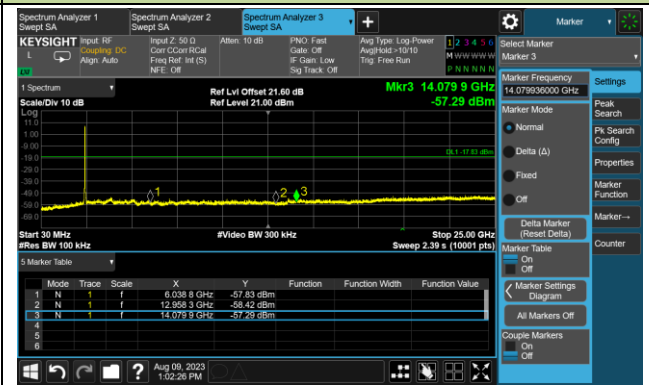 Spectrum Analyzer 1
Swept SA
Spectrum Analyzer 2
Swept SA
Spectrum Analyzer 3
Swept SA
+
Marker
KEYSIGHT
L
Input: RF
Coupling: DC
Align: Auto
Input Z: 50 Ω
Corr CCorr RCal
Freq Ref: Int (S)
NFE: Off
Atten: 10 dB
PNO: Fast
Gate: Off
IF Gain: Low
Sig Track: Off
Avg Type: Log-Power
Avg|Hold:>10/10
Trig: Free Run
1 2 3 4 5 6
M W W W W W
P N N N N N
Select Marker
Marker 3
1 Spectrum
Scale/Div 10 dB
Log
Ref Lvl Offset 21.60 dB
Ref Level 21.00 dBm
Mkr3 14.079 9 GHz
-57.29 dBm
11.0
1.00
-9.00
-19.0
-29.0
-39.0
-49.0
-59.0
-69.0
DL1 -17.63 dBm
1
2
3
Start 30 MHz
#Res BW 100 kHz
#Video BW 300 kHz
Stop 25.00 GHz
Sweep 2.39 s (10001 pts)
Marker Frequency
14.079936000 GHz
Marker Mode
Normal
Delta (Δ)
Fixed
Off
Delta Marker
(Reset Delta)
Marker Table
On
Off
Marker Settings
Diagram
All Markers Off
Couple Markers
On
Off
Settings
Peak
Search
Pk Search
Config
Properties
Marker
Function
Marker→
Counter
5 Marker Table
Mode Trace Scale X Y Function Function Width Function Value
1 N 1 f 6.038 8 GHz -57.83 dBm
2 N 1 f 12.958 3 GHz -58.42 dBm
3 N 1 f 14.079 9 GHz -57.29 dBm
4
5
6
?
Aug 09, 2023
1:02:26 PM